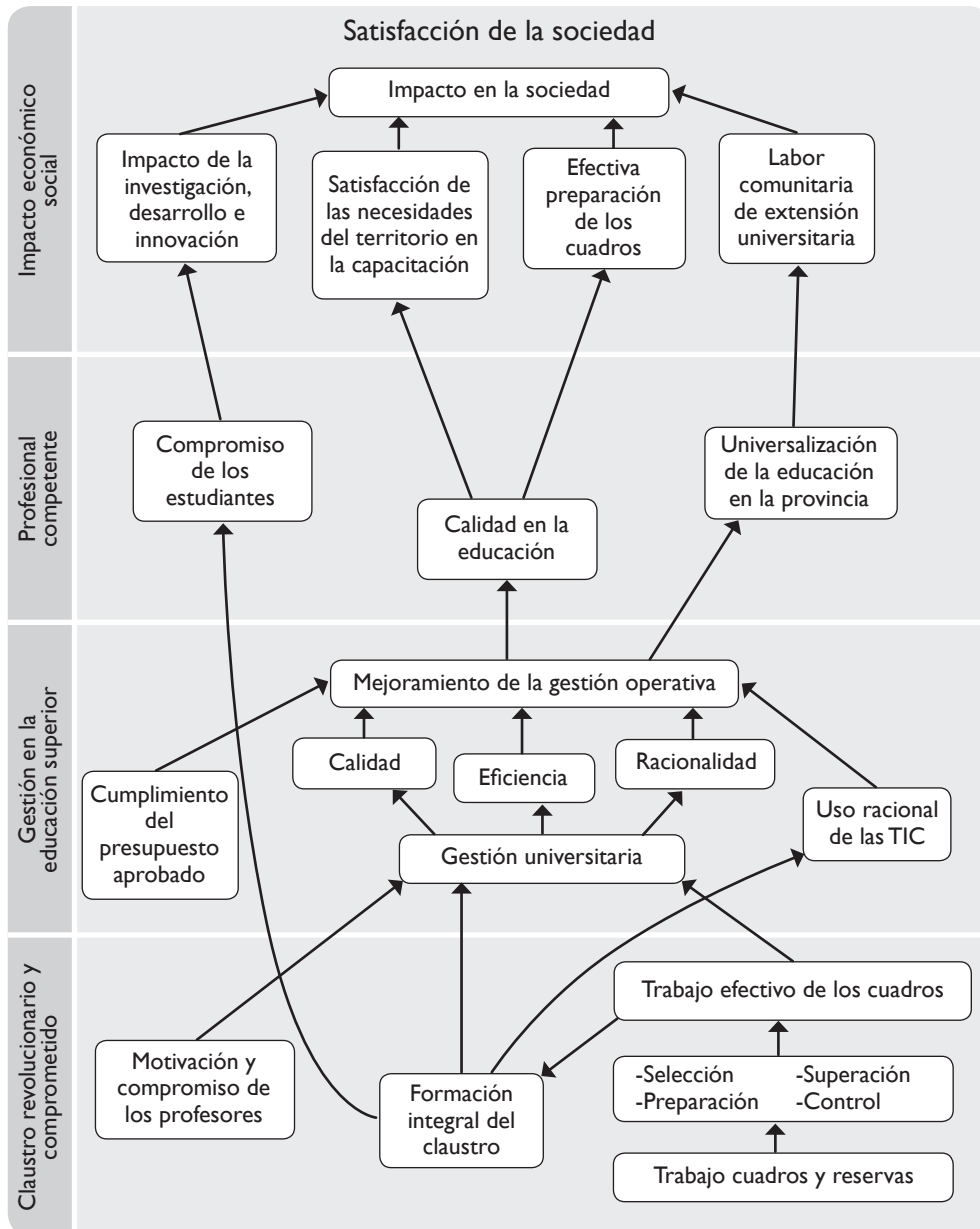 Satisfacción de la sociedad
Impacto económico
social
Impacto en la sociedad
Impacto de la
investigación,
desarrollo e
innovación
Satisfacción de
las necesidades
del territorio en
la capacitación
Efectiva
preparación
de los
cuadros
Labor
comunitaria
de extensión
universitaria
Profesional
competente
Compromiso
de los
estudiantes
Calidad en la
educación
Universalización
de la educación
en la provincia
Gestión en la
educación superior
Mejoramiento de la gestión operativa
Calidad
Eficiencia
Racionalidad
Cumplimiento
del
presupuesto
aprobado
Gestión universitaria
Uso racional
de las TIC
Claustro revolucionario y
comprometido
Motivación y
compromiso de
los profesores
Formación
integral del
claustro
Trabajo efectivo de los cuadros
-Selección -Superación
-Preparación -Control
Trabajo cuadros y reservas